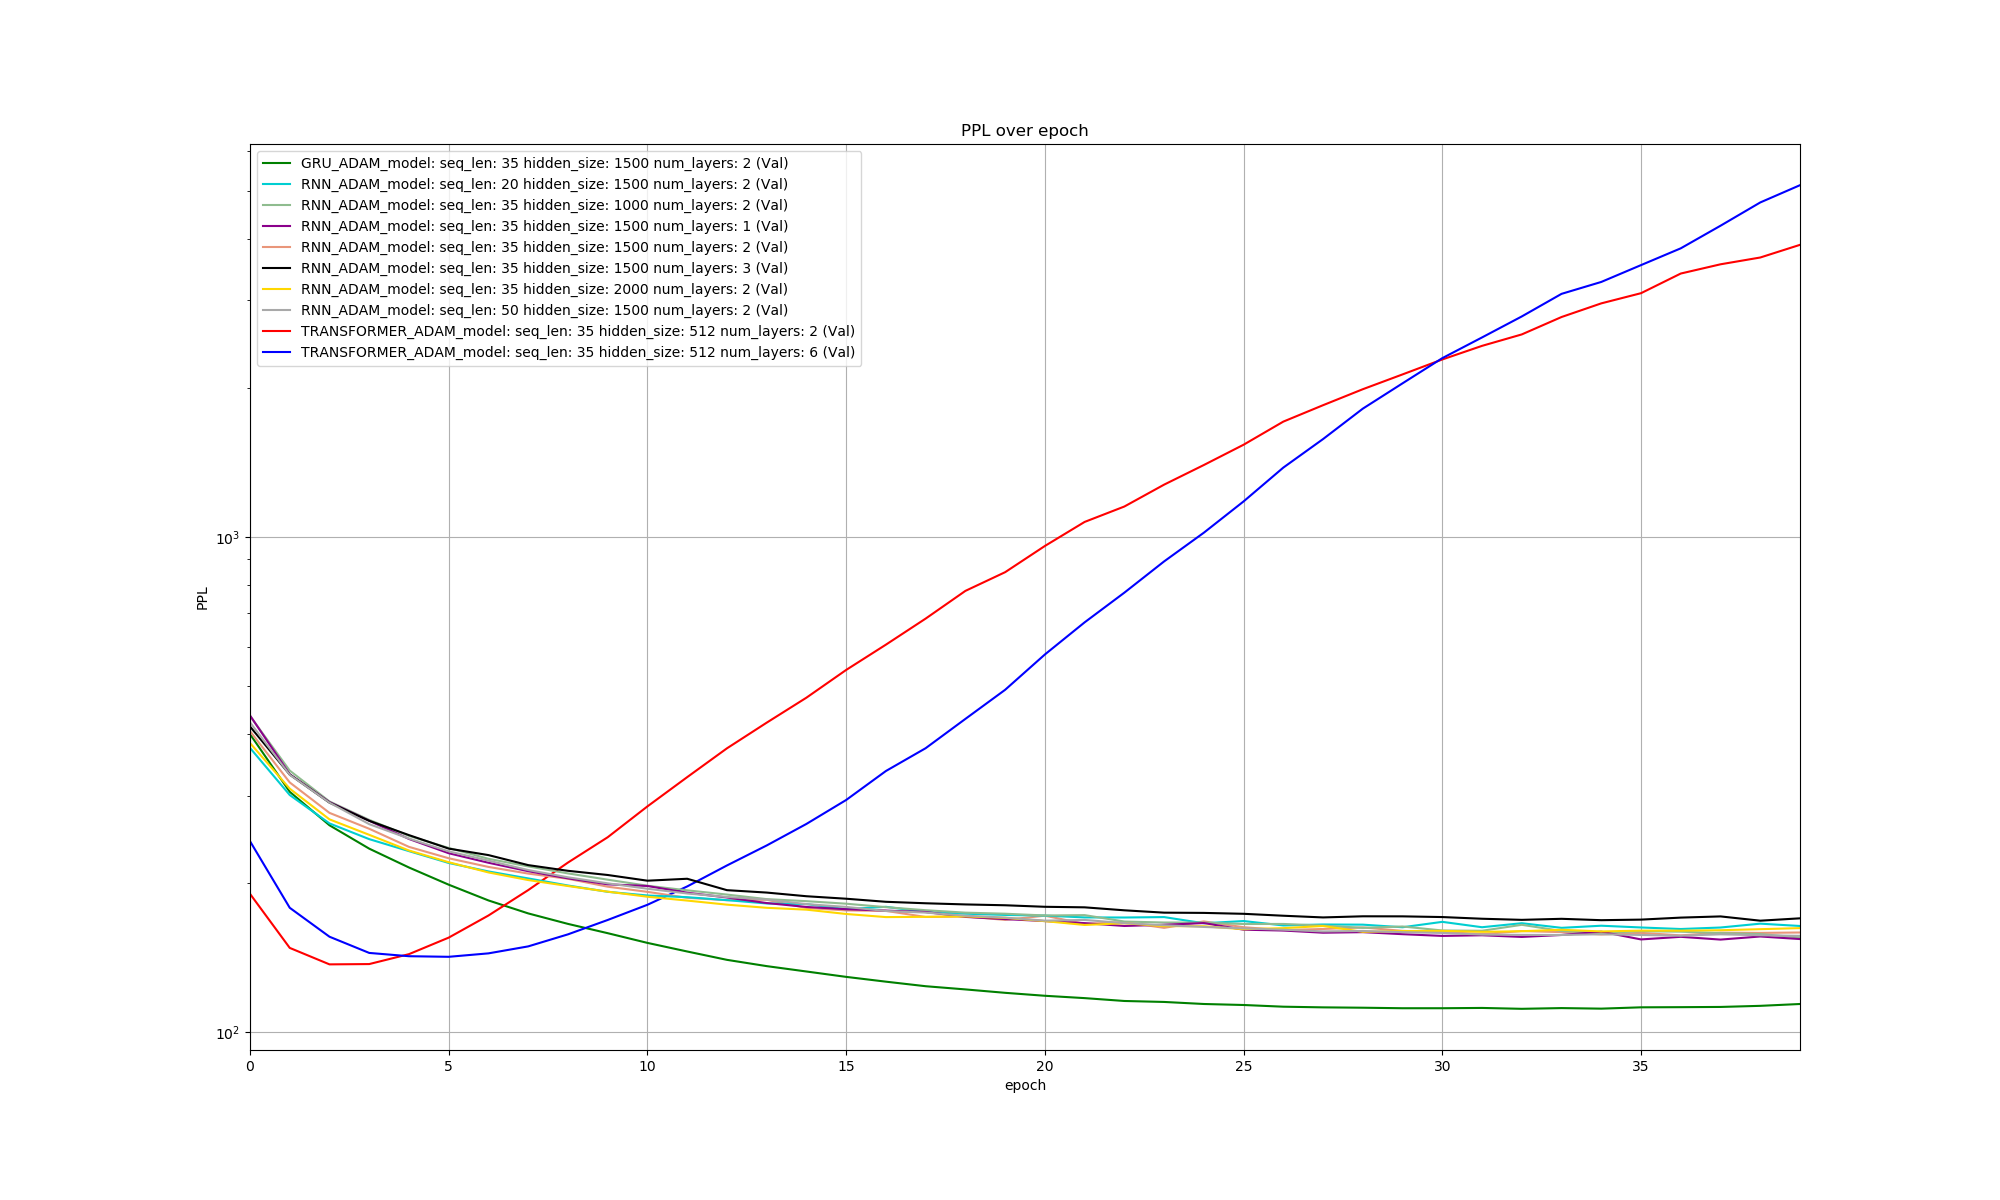 PPL over epoch
GRU_ADAM_model: seq_len: 35 hidden_size: 1500 num_layers: 2 (Val)
RNN_ADAM_model: seq_len: 20 hidden_size: 1500 num_layers: 2 (Val)
RNN_ADAM_model: seq_len: 35 hidden_size: 1000 num_layers: 2 (Val)
RNN_ADAM_model: seq_len: 35 hidden_size: 1500 num_layers: 1 (Val)
RNN_ADAM_model: seq_len: 35 hidden_size: 1500 num_layers: 2 (Val)
RNN_ADAM_model: seq_len: 35 hidden_size: 1500 num_layers: 3 (Val)
RNN_ADAM_model: seq_len: 35 hidden_size: 2000 num_layers: 2 (Val)
RNN_ADAM_model: seq_len: 50 hidden_size: 1500 num_layers: 2 (Val)
TRANSFORMER_ADAM_model: seq_len: 35 hidden_size: 512 num_layers: 2 (Val)
TRANSFORMER_ADAM_model: seq_len: 35 hidden_size: 512 num_layers: 6 (Val)
10³
PPL
10²
0 5 10 15 20 25 30 35
epoch